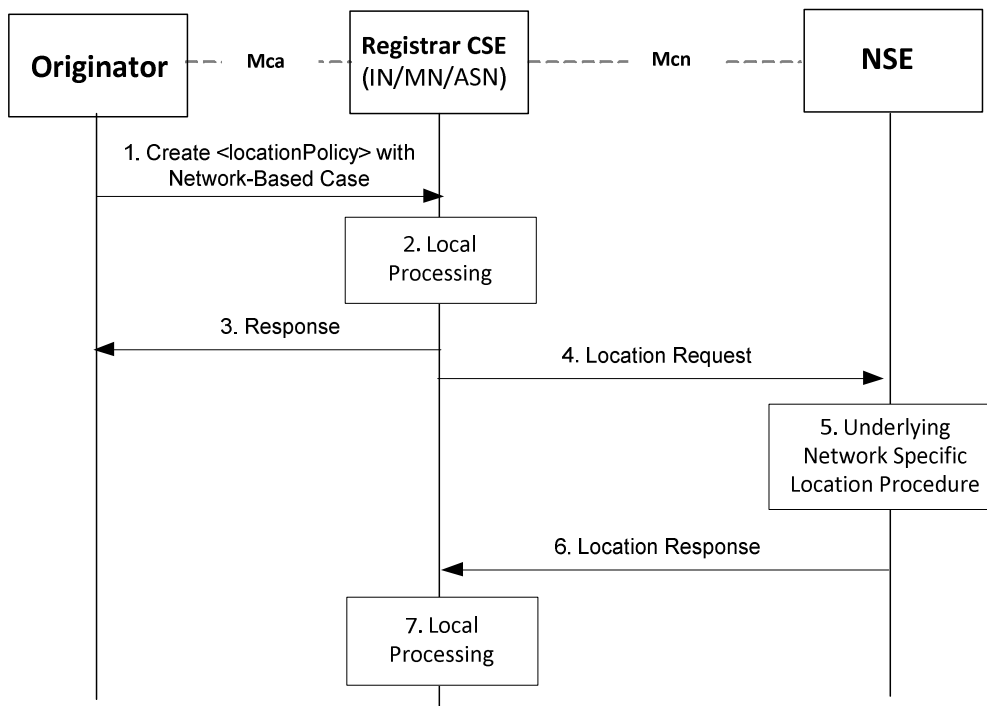 Originator
Mca
Registrar CSE
(IN/MN/ASN)
Mcn
NSE
1. Create <locationPolicy> with
Network-Based Case
2. Local
Processing
3. Response
4. Location Request
5. Underlying
Network Specific
Location Procedure
6. Location Response
7. Local
Processing